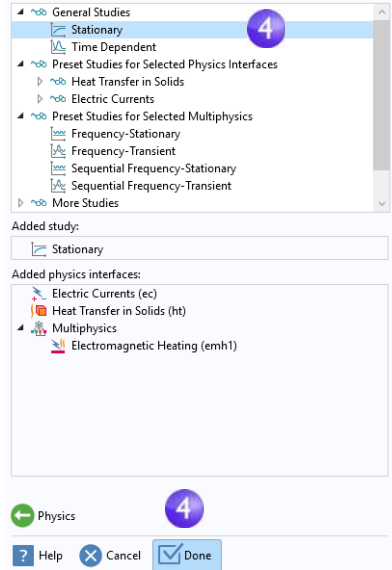 General Studies
Stationary
4
Time Dependent
Preset Studies for Selected Physics Interfaces
Heat Transfer in Solids
Electric Currents
Preset Studies for Selected Multiphysics
Frequency-Stationary
Frequency-Transient
Sequential Frequency-Stationary
Sequential Frequency-Transient
More Studies
Added study:
Stationary
Added physics interfaces:
Electric Currents (ec)
Heat Transfer in Solids (ht)
Multiphysics
Electromagnetic Heating (emh1)
Physics
4
? Help Cancel Done